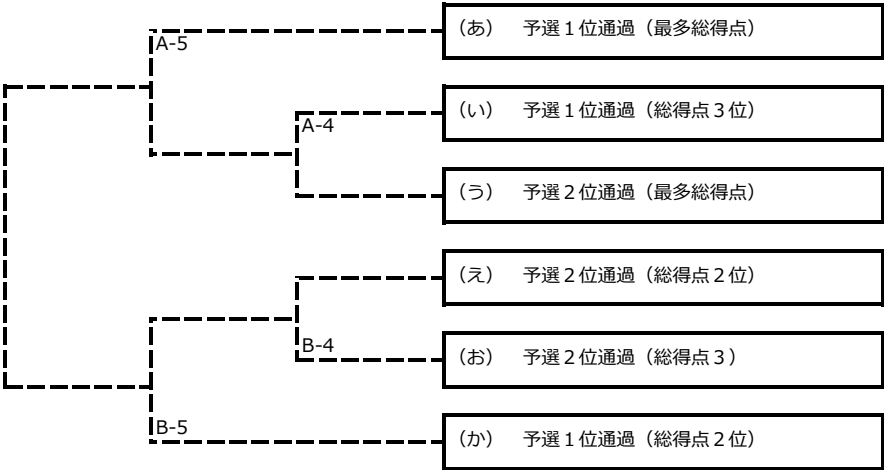 （あ）　予選１位通過（最多総得点）
A-5
（い）　予選１位通過（総得点３位）
A-4
（う）　予選２位通過（最多総得点）
（え）　予選２位通過（総得点２位）
B-4
（お）　予選２位通過（総得点３）
B-5
（か）　予選１位通過（総得点２位）